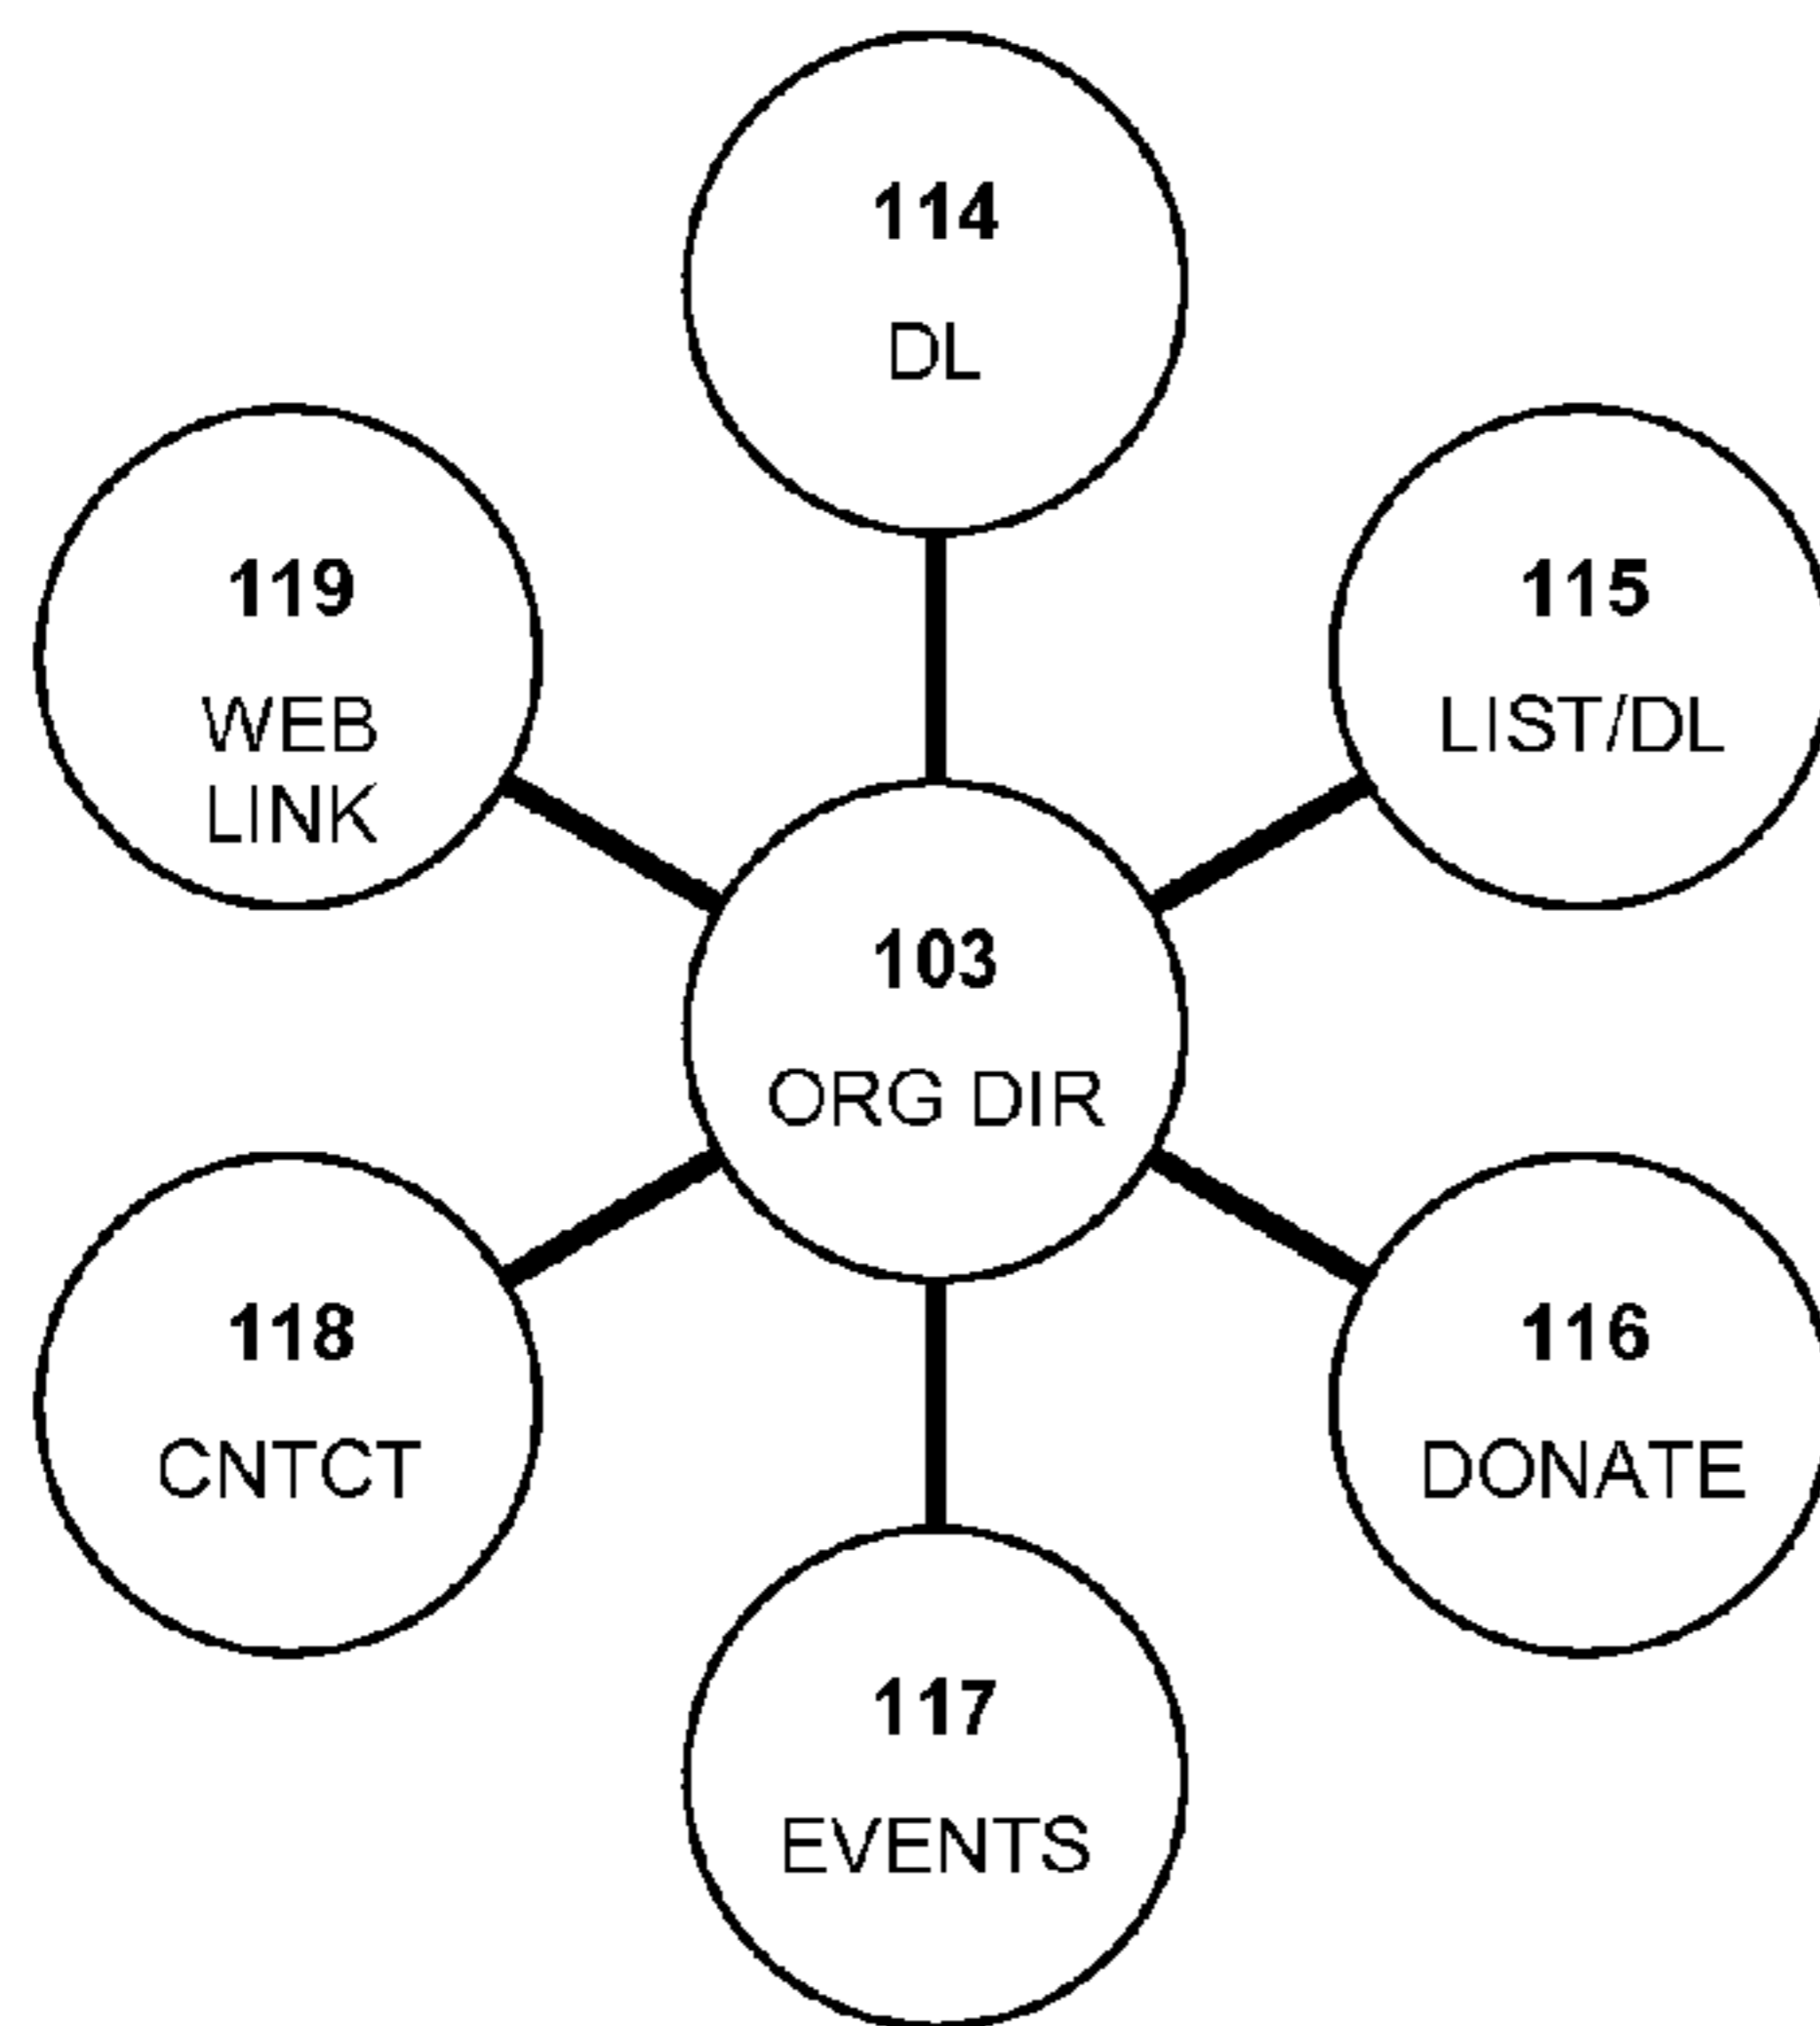 114
DL
119
WEB
LINK
115
LIST/DL
103
ORG DIR
118
CNTCT
116
DONATE
117
EVENTS